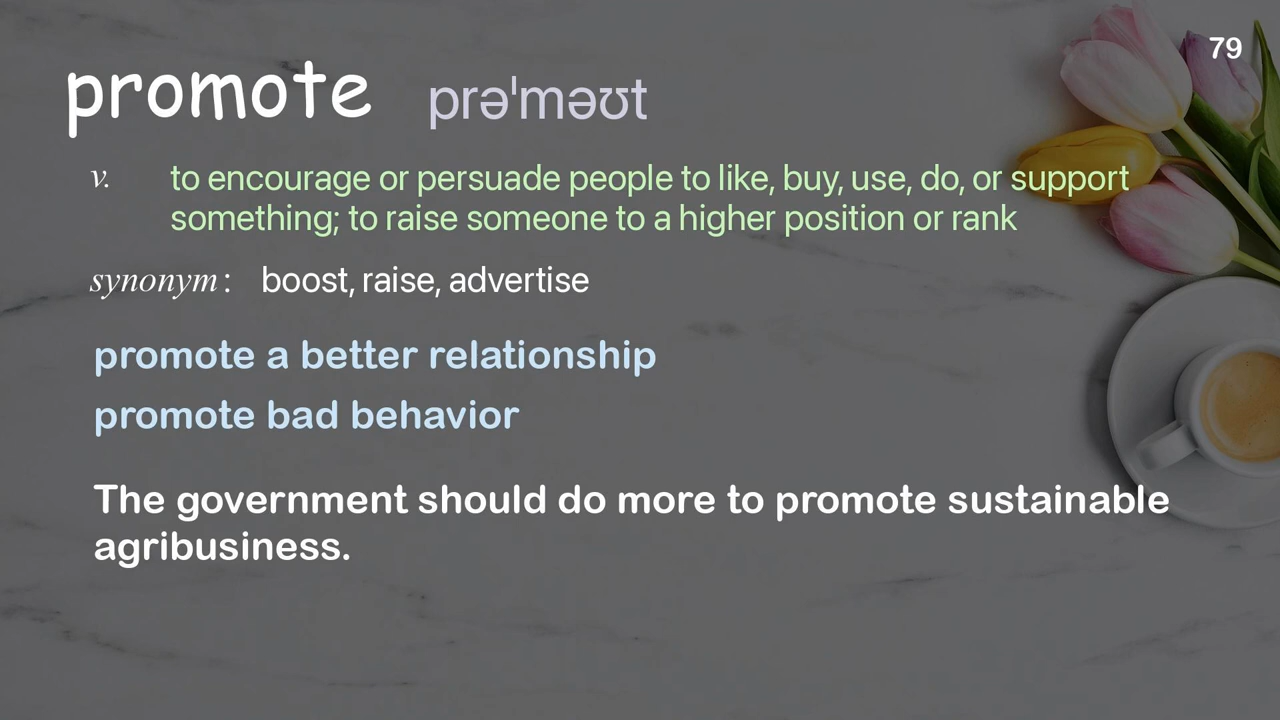 79
promote prə'məʊt
v. to encourage or persuade people to like, buy, use, do, or support
something; to raise someone to a higher position or rank
synonym: boost, raise, advertise
promote a better relationship
promote bad behavior
The government should do more to promote sustainable
agribusiness.